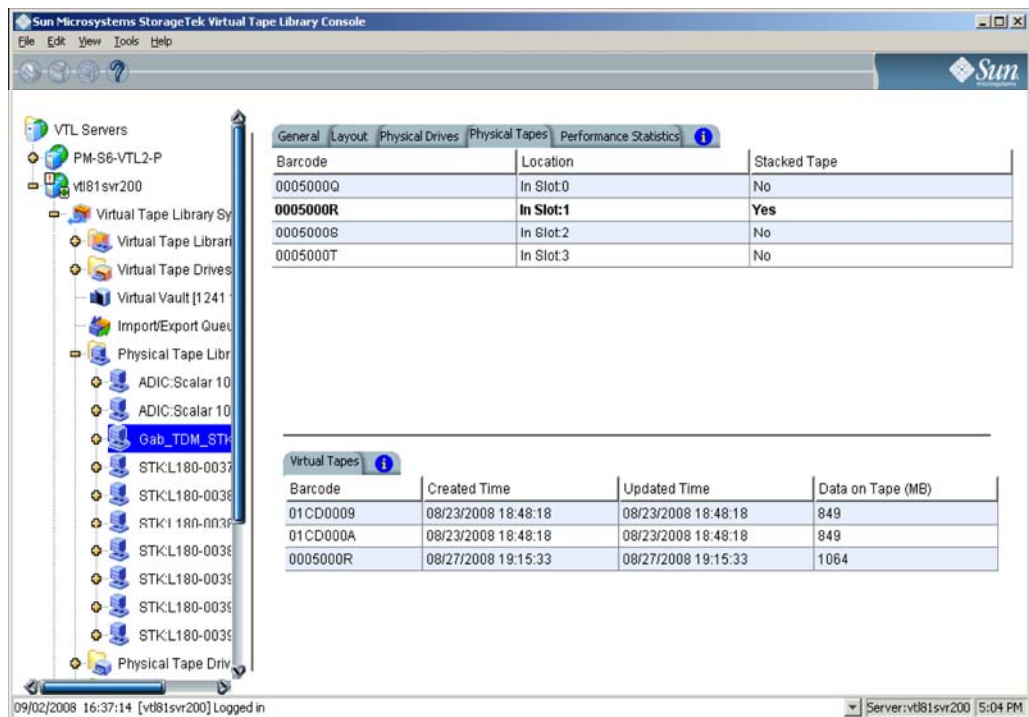 Sun Microsystems StorageTek Virtual Tape Library Console
File Edit View Tools Help
Sun
microsystems
VTL Servers
PM-S6-VTL2-P
vtl81svr200
Virtual Tape Library Sy
Virtual Tape Librari
Virtual Tape Drives
Virtual Vault [1241
Import/Export Queu
Physical Tape Libr
ADIC:Scalar 10
ADIC:Scalar 10
Gab_TDM_STK
STK:L180-0037
STK:L180-0038
STK:L180-0038
STK:L180-0038
STK:L180-0039
STK:L180-0039
STK:L180-0039
Physical Tape Driv
General Layout Physical Drives Physical Tapes Performance Statistics
Barcode Location Stacked Tape
0005000Q In Slot:0 No
0005000R In Slot:1 Yes
0005000S In Slot:2 No
0005000T In Slot:3 No
Virtual Tapes
Barcode Created Time Updated Time Data on Tape (MB)
01CD0009 08/23/2008 18:48:18 08/23/2008 18:48:18 849
01CD000A 08/23/2008 18:48:18 08/23/2008 18:48:18 849
0005000R 08/27/2008 19:15:33 08/27/2008 19:15:33 1064
09/02/2008 16:37:14 [vtl81svr200] Logged in
Server:vtl81svr200 5:04 PM